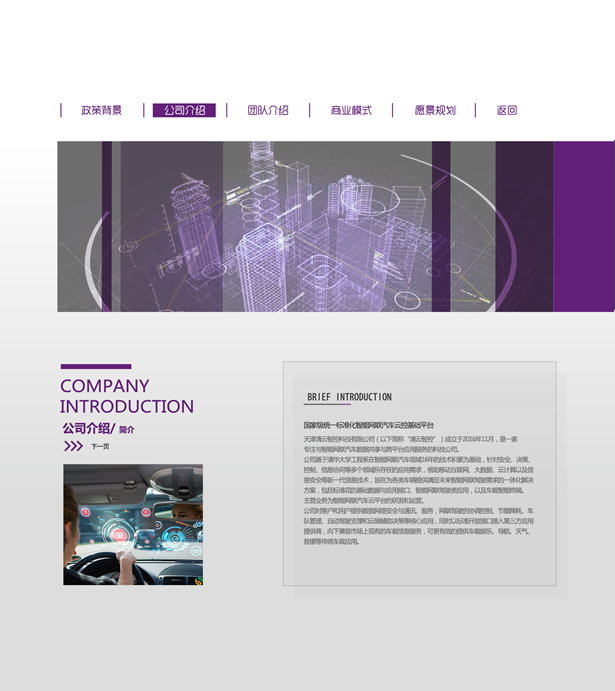 政策背景
公司介绍
团队介绍
商业模式
愿景规划
返回
COMPANY
INTRODUCTION
公司介绍/ 简介
下一页
BRIEF INTRODUCTION
国家级统一标准化智能网联汽车云控基础平台
天津清云智控科技有限公司（以下简称“清云智控”）成立于2016年11月，是一家
专注与智能网联汽车数据共享与跨平台应用服务的科技公司。
公司基于清华大学工程系在智能网联汽车领域16年的技术积累为基础，针对安全、决策、
控制、信息协同等多个领域所存在的应用需求，借助移动互联网、大数据、云计算以及信
息安全等新一代信息技术，旨在为各类车辆提供满足未来智能网联驾驶需求的一体化解决
方案，包括标准化的基础数据与应用接口、智能网联驾驶类应用，以及车载智能终端。
主营业务为智能网联汽车云平台的研发和运营。
公司对客户和用户提供数据网络安全与通讯、服务，网联驾驶的协调控制、节能降耗、车
队管理、自动驾驶支撑和云端辅助决策等核心应用，同时以标准开放接口接入第三方应用
提供商，向下兼容市场上现有的车载信息服务，可更有效的提供车载娱乐、导航、天气、
救援等传统车载应用。